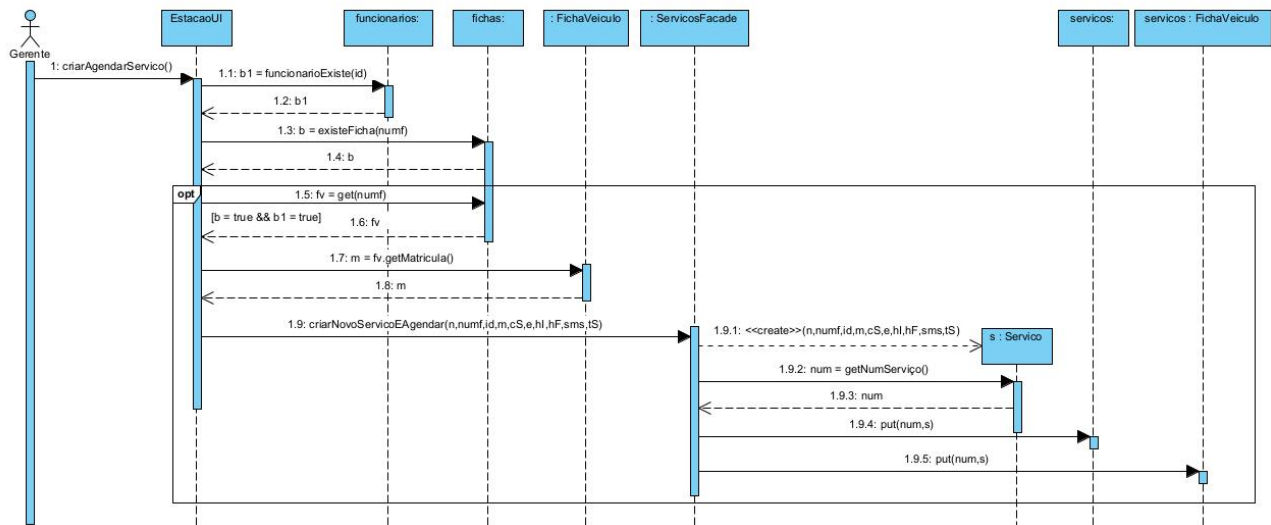 EstacaoUI
funcionarios:
fichas:
: FichaVeiculo
: ServicosFacade
servicos:
servicos : FichaVeiculo
Gerente
1: criarAgendarServico()
1.1: b1 = funcionarioExiste(id)
1.2: b1
1.3: b = existeFicha(numf)
1.4: b
opt
1.5: fv = get(numf)
[b = true && b1 = true]
1.6: fv
1.7: m = fv.getMatricula()
1.8: m
1.9: criarNovoServicoEAgendar(n,numf,id,m,cS,e,hI,hF,sms,tS)
1.9.1: <<create>>(n,numf,id,m,cS,e,hI,hF,sms,tS)
s : Servico
1.9.2: num = getNumServiço()
1.9.3: num
1.9.4: put(num,s)
1.9.5: put(num,s)